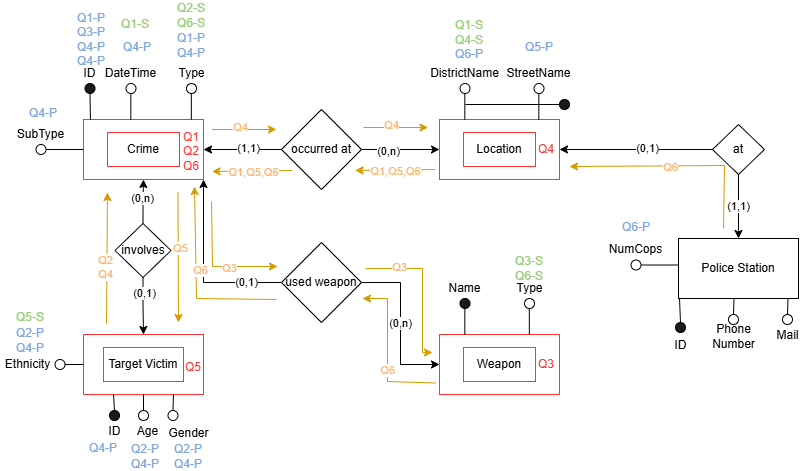 Q1-P
Q3-P
Q4-P
Q4-P
ID
Q1-S
Q4-P
DateTime
Q2-S
Q6-S
Q1-P
Q4-P
Type
Q4-P
SubType
Crime
Q1
Q2
Q6
Q4
(1,1)
Q1,Q5,Q6
occurred at
Q4
(0,n)
Q1,Q5,Q6
Q1-S
Q4-S
Q6-P
DistrictName
Q5-P
StreetName
Location
Q4
(0,1)
Q6
at
(1,1)
Q6-P
NumCops
Police Station
ID
Phone
Number
Mail
(0,n)
involves
(0,1)
Q2
Q4
Q5
Q6
Q3
(0,1)
used weapon
Q3
(0,n)
Q6
Name
Q3-S
Q6-S
Type
Weapon
Q3
Q5-S
Q2-P
Q4-P
Ethnicity
Target Victim
Q5
ID
Q4-P
Age
Q2-P
Q4-P
Gender
Q2-P
Q4-P